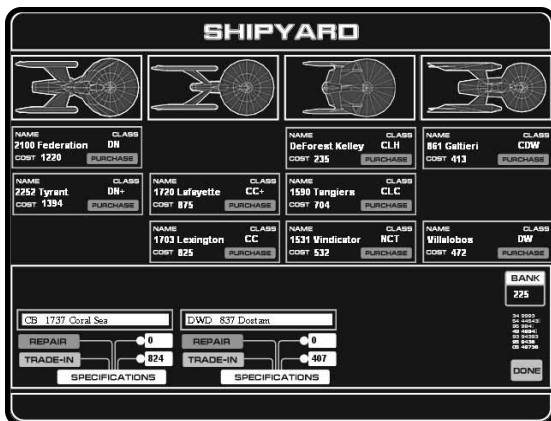 SHIPYARD
NAME CLASS
2100 Federation DN
COST 1220 PURCHASE
NAME CLASS
DeForest Kelley CLH
COST 235 PURCHASE
NAME CLASS
861 Galtieri CDW
COST 413 PURCHASE
NAME CLASS
2252 Tyrant DN+
COST 1394 PURCHASE
NAME CLASS
1720 Lafayette CC+
COST 875 PURCHASE
NAME CLASS
1590 Tangiers CLC
COST 704 PURCHASE
NAME CLASS
1703 Lexington CC
COST 825 PURCHASE
NAME CLASS
1531 Vindicator NCT
COST 532 PURCHASE
NAME CLASS
Villalobos DW
COST 472 PURCHASE
BANK
225
CB 1737 Coral Sea
REPAIR 0
TRADE-IN 824
SPECIFICATIONS
DWD 837 Dostam
REPAIR 0
TRADE-IN 407
SPECIFICATIONS
DONE